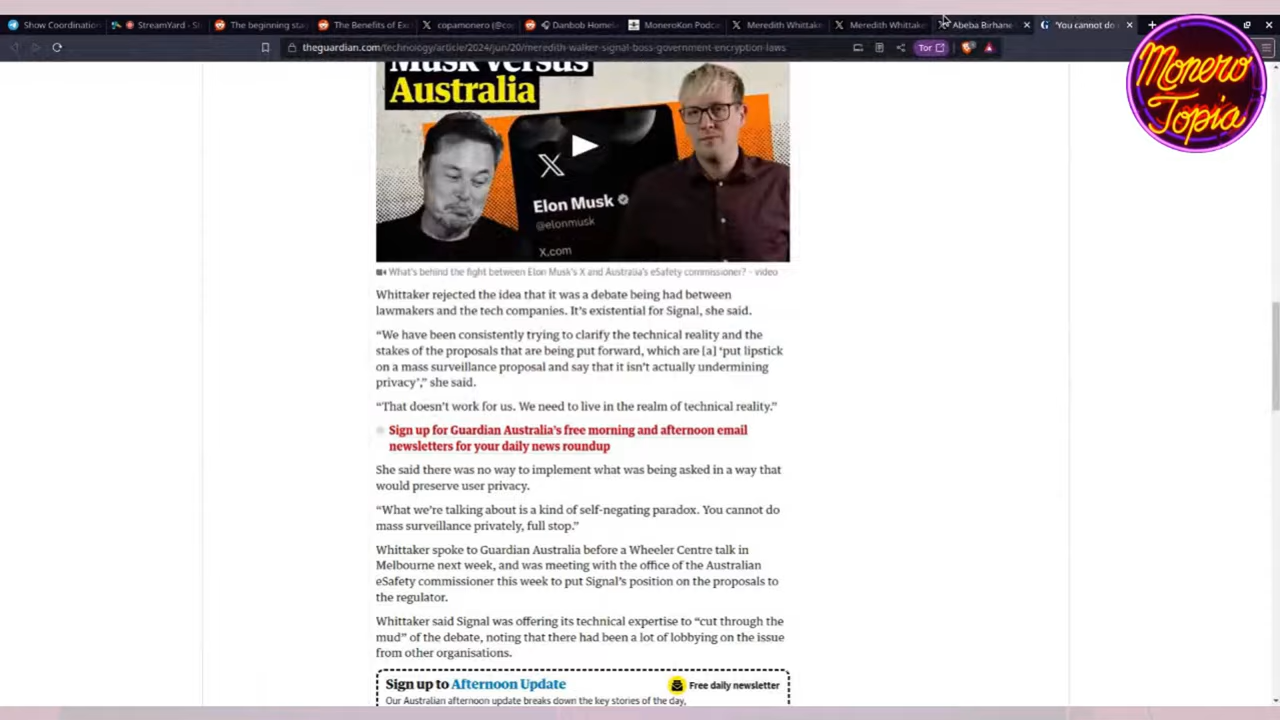 Show Coordination
StreamYard - S
The beginning sta
The Benefits of Ex
copamonero (@co
Danbob Home
MoneroKon Podc
Meredith Whittake
Meredith Whittake
Abeba Birhane
'You cannot do
theguardian.com/technology/article/2024/jun/20/meredith-walker-signal-boss-government-encryption-laws
Tor
Monero
Topia
Musk versus
Australia
Elon Musk
@elonmusk
X.com
What's behind the fight between Elon Musk's X and Australia's eSafety commissioner? - video
Whittaker rejected the idea that it was a debate being had between
lawmakers and the tech companies. It's existential for Signal, she said.
“We have been consistently trying to clarify the technical reality and the
stakes of the proposals that are being put forward, which are [a] ‘put lipstick
on a mass surveillance proposal and say that it isn't actually undermining
privacy’,” she said.
“That doesn't work for us. We need to live in the realm of technical reality.”
Sign up for Guardian Australia's free morning and afternoon email
newsletters for your daily news roundup
She said there was no way to implement what was being asked in a way that
would preserve user privacy.
“What we're talking about is a kind of self-negating paradox. You cannot do
mass surveillance privately, full stop.”
Whittaker spoke to Guardian Australia before a Wheeler Centre talk in
Melbourne next week, and was meeting with the office of the Australian
eSafety commissioner this week to put Signal's position on the proposals to
the regulator.
Whittaker said Signal was offering its technical expertise to “cut through the
mud” of the debate, noting that there had been a lot of lobbying on the issue
from other organisations.
Sign up to Afternoon Update
Free daily newsletter
Our Australian afternoon update breaks down the key stories of the day,